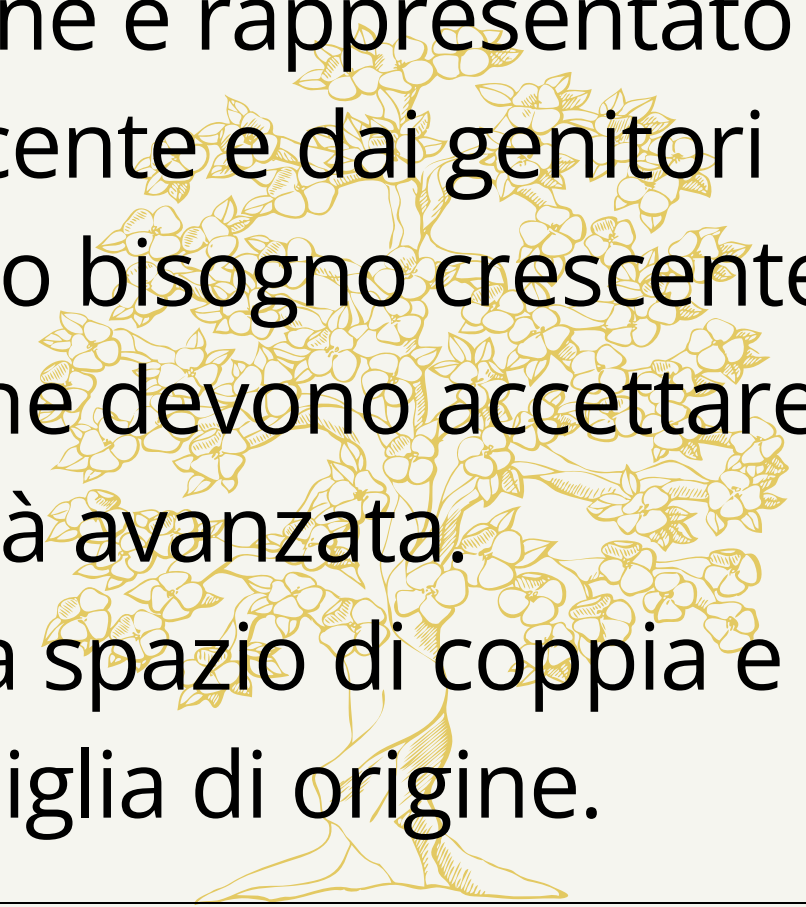 ne e rappresentato
cente e dai genitori
o bisogno crescente
ne devono accettare
à avanzata.
a spazio di coppia e
iglia di origine.